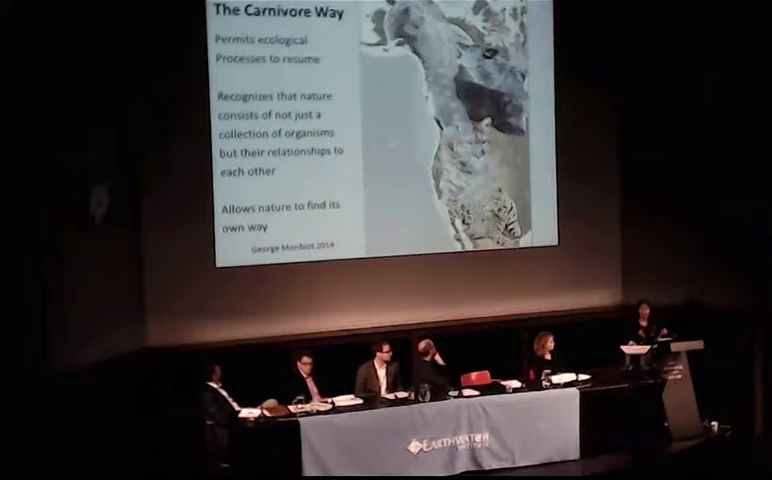 The Carnivore Way
Permits ecological
Processes to resume
Recognizes that nature
consists of not just a
collection of organisms
but their relationships to
each other
Allows nature to find its
own way
George Monbiot 2014
EARTHWATCH
INSTITUTE